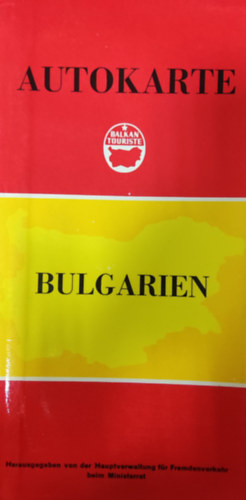 AUTOKARTE
BALKAN
TOURISTE
BULGARIEN
Herausgegeben von der Hauptverwaltung für Fremdenverkehr
beim Ministerrat